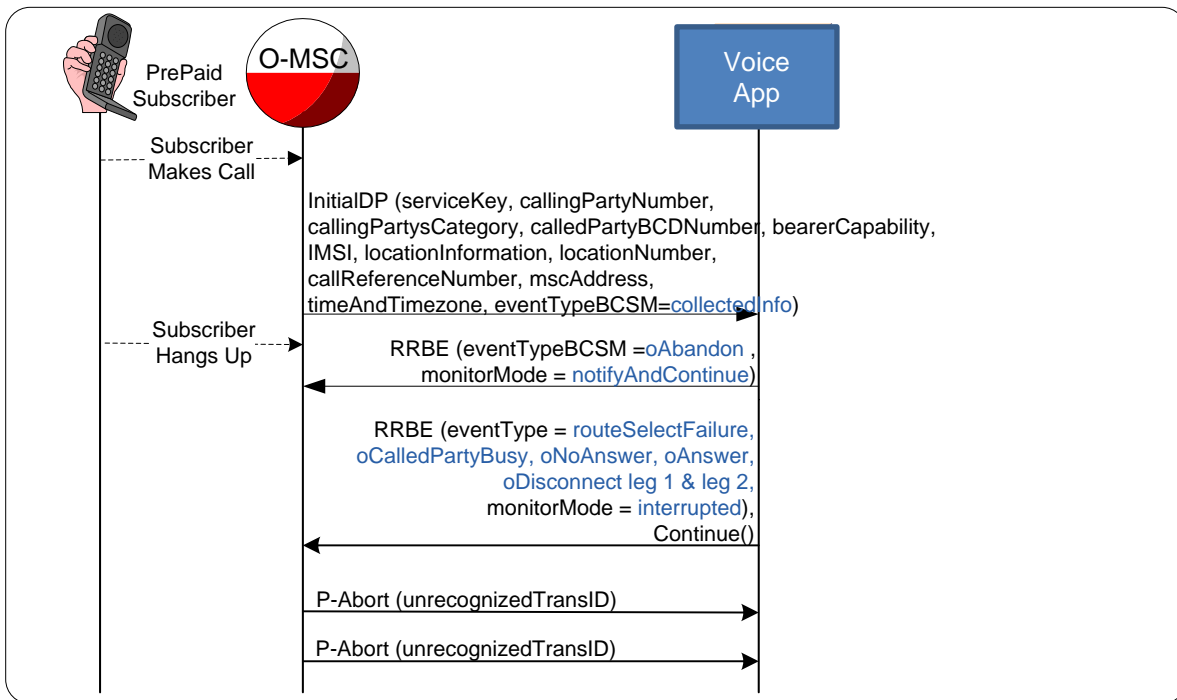 PrePaid
Subscriber
O-MSC
Voice
App
Subscriber
Makes Call
InitialDP (serviceKey, callingPartyNumber,
callingPartysCategory, calledPartyBCDNumber, bearerCapability,
IMSI, locationInformation, locationNumber,
callReferenceNumber, mscAddress,
timeAndTimezone, eventTypeBCSM=collectedInfo)
Subscriber
Hangs Up
RRBE (eventTypeBCSM =oAbandon ,
monitorMode = notifyAndContinue)
RRBE (eventType = routeSelectFailure,
oCalledPartyBusy, oNoAnswer, oAnswer,
oDisconnect leg 1 & leg 2,
monitorMode = interrupted),
Continue()
P-Abort (unrecognizedTransID)
P-Abort (unrecognizedTransID)